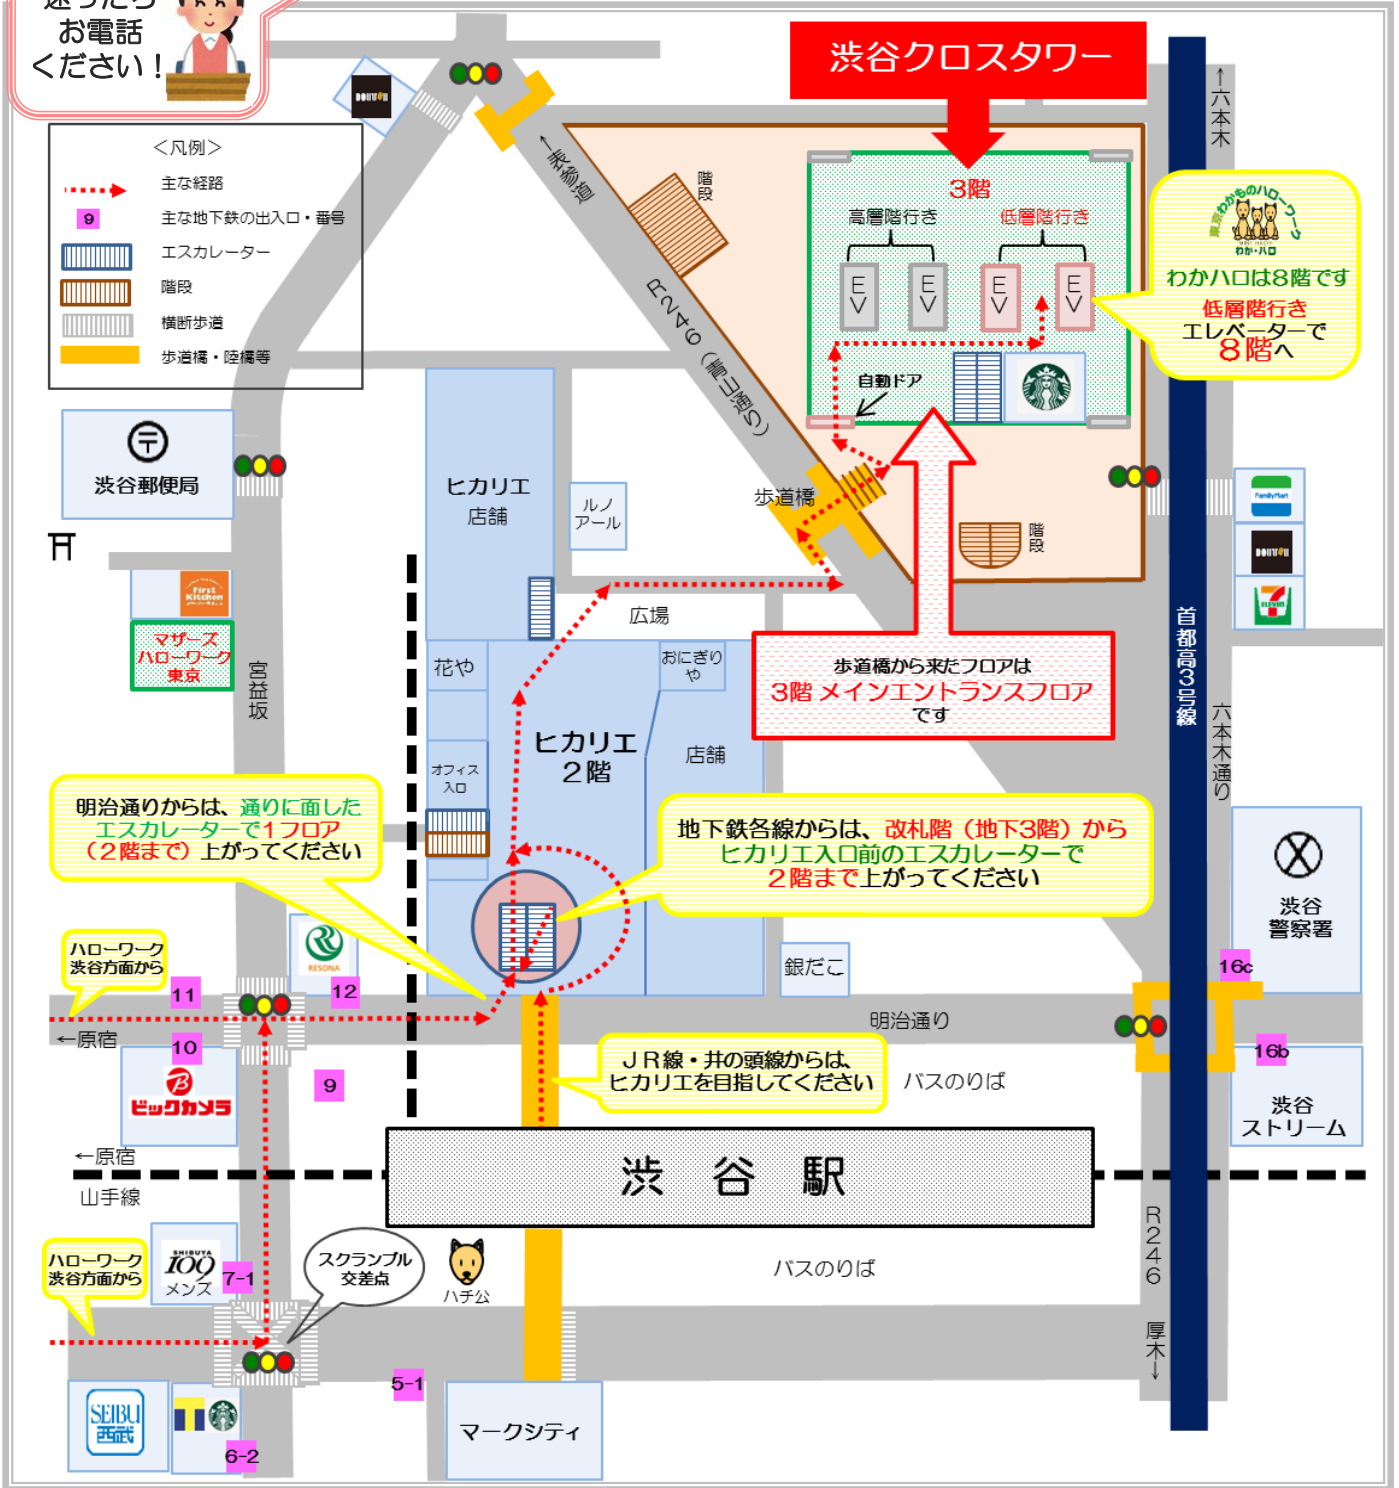 迷ったら
お電話
ください！
渋谷クロスタワー
＜凡例＞
主な経路
9
主な地下鉄の出入口・番号
エスカレーター
階段
横断歩道
歩道橋・陸橋等
↑表参道
階段
3階
高層階行き
低層階行き
EV
EV
EV
EV
自動ドア
↑六本木
東京わかものハローワーク
わか・ハロ
わかハロは8階です
低層階行き
エレベーターで
8階へ
R246（青山通り）
渋谷郵便局
ヒカリエ
店舗
ルノ
アール
歩道橋
階段
FamilyMart
First
Kitchen
マザーズ
ハローワーク
東京
宮益坂
広場
花や
おにぎり
や
歩道橋から来たフロアは
3階 メインエントランスフロア
です
首都高3号線
六本木通り
オフィス
入口
ヒカリエ
2階
店舗
明治通りからは、通りに面した
エスカレーターで1フロア
（2階まで）上がってください
地下鉄各線からは、改札階（地下3階）から
ヒカリエ入口前のエスカレーターで
2階まで上がってください
渋谷
警察署
ハローワーク
渋谷方面から
RESONA
11
12
銀だこ
16c
←原宿
明治通り
10
9
ビックカメラ
JR線・井の頭線からは、
ヒカリエを目指してください
バスのりば
16b
渋谷
ストリーム
←原宿
山手線
渋谷駅
ハローワーク
渋谷方面から
SHIBUYA
109
メンズ
7-1
スクランブル
交差点
ハチ公
バスのりば
R246
厚木→
5-1
SEIBU
西武
6-2
マークシティ